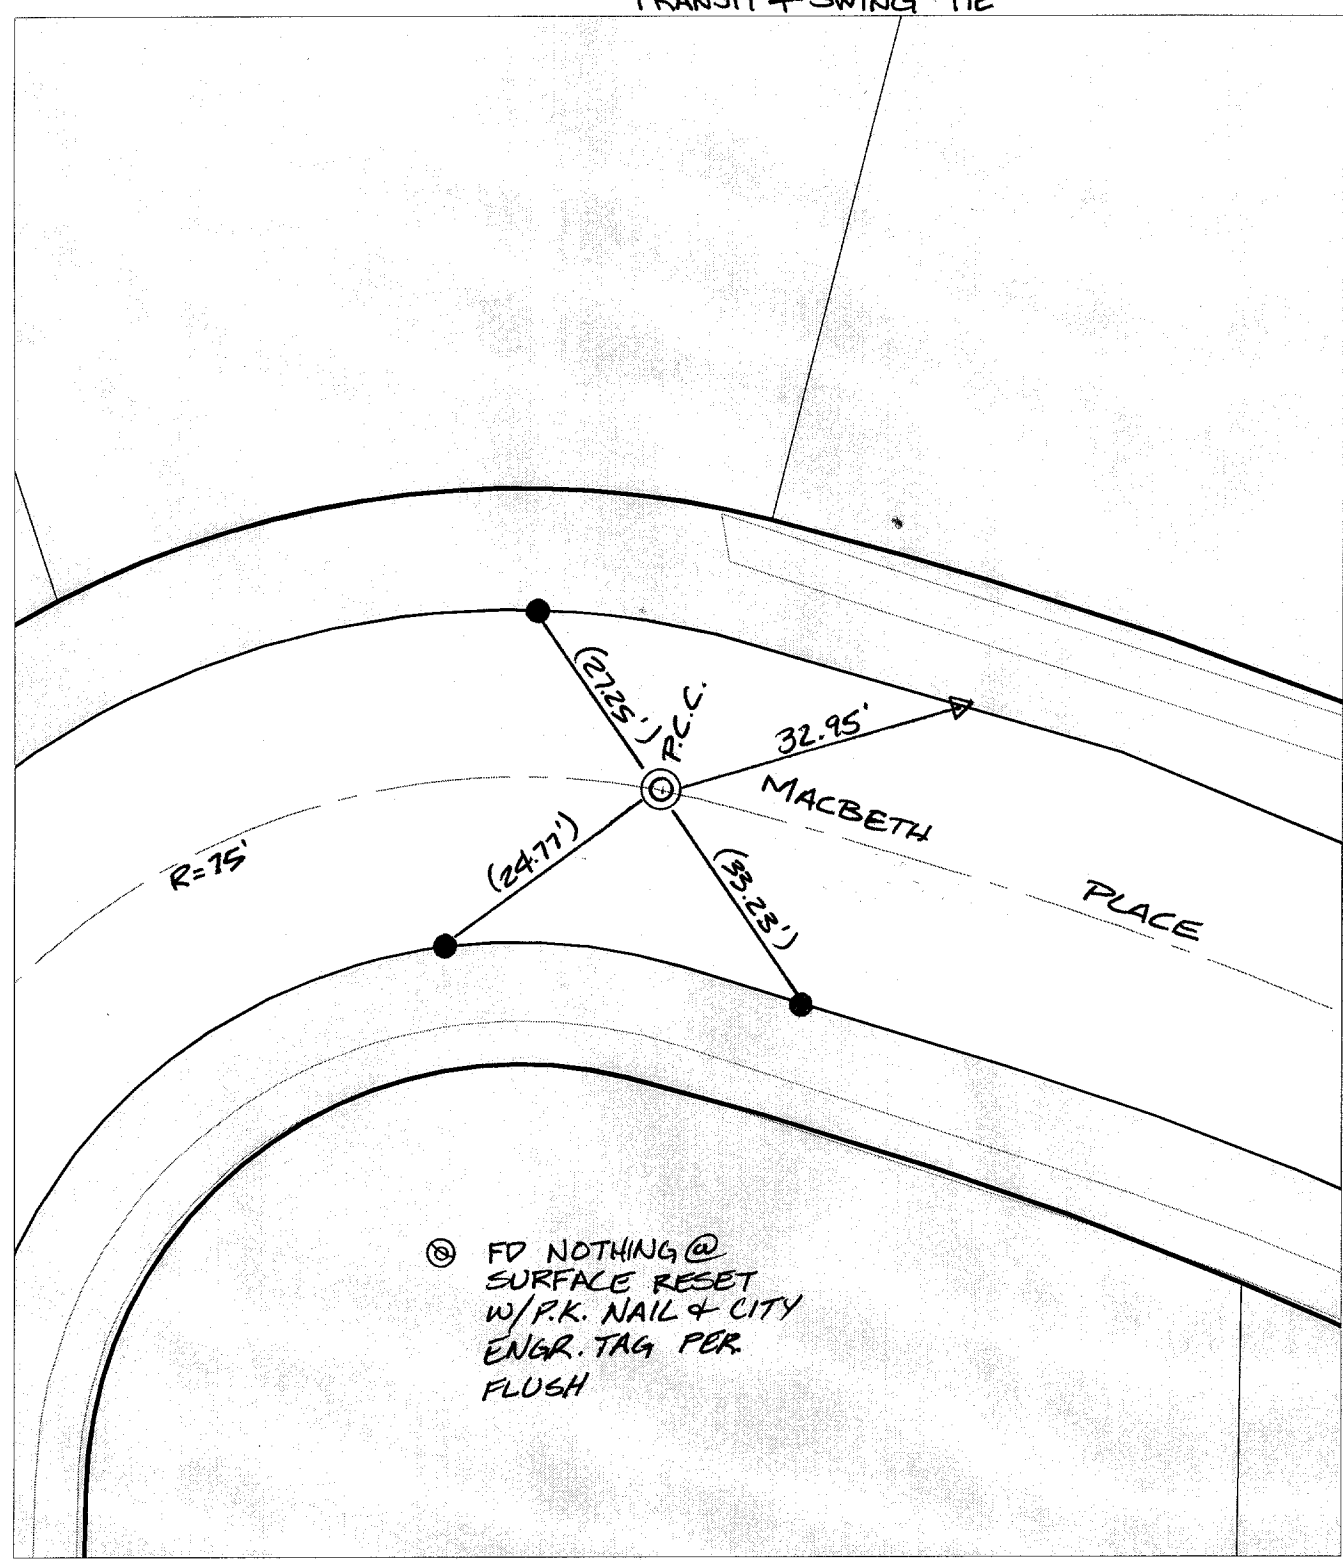 TRANSIT + SWING TIE
(27.25')
P.C.C.
32.95'
MACBETH
PLACE
(24.77')
(33.23')
R=75'
FD NOTHING @
SURFACE RESET
W/P.K. NAIL & CITY
ENGR. TAG PER
FLUSH